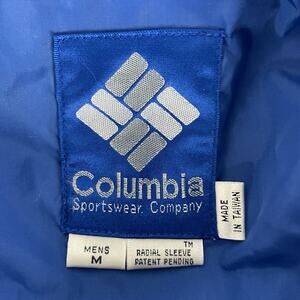 Columbia
Sportswear Company
MADE
IN TAIWAN
MENS
M
TM
RADIAL SLEEVE
PATENT PENDING